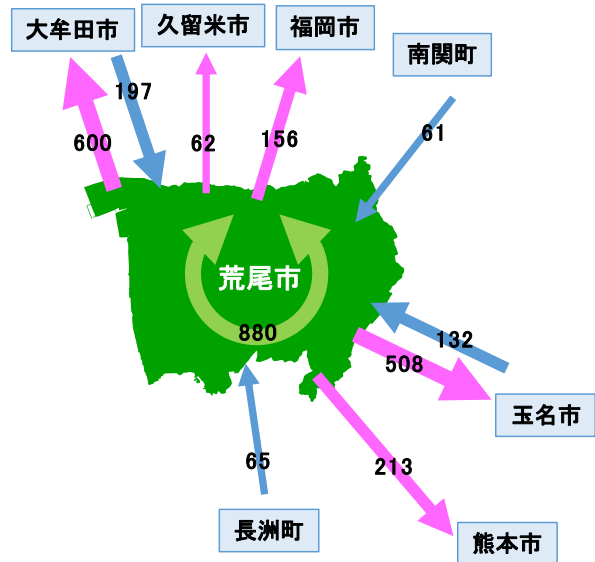 大牟田市
久留米市
福岡市
南関町
197
600
62
156
61
荒尾市
880
132
508
玉名市
65
213
長洲町
熊本市